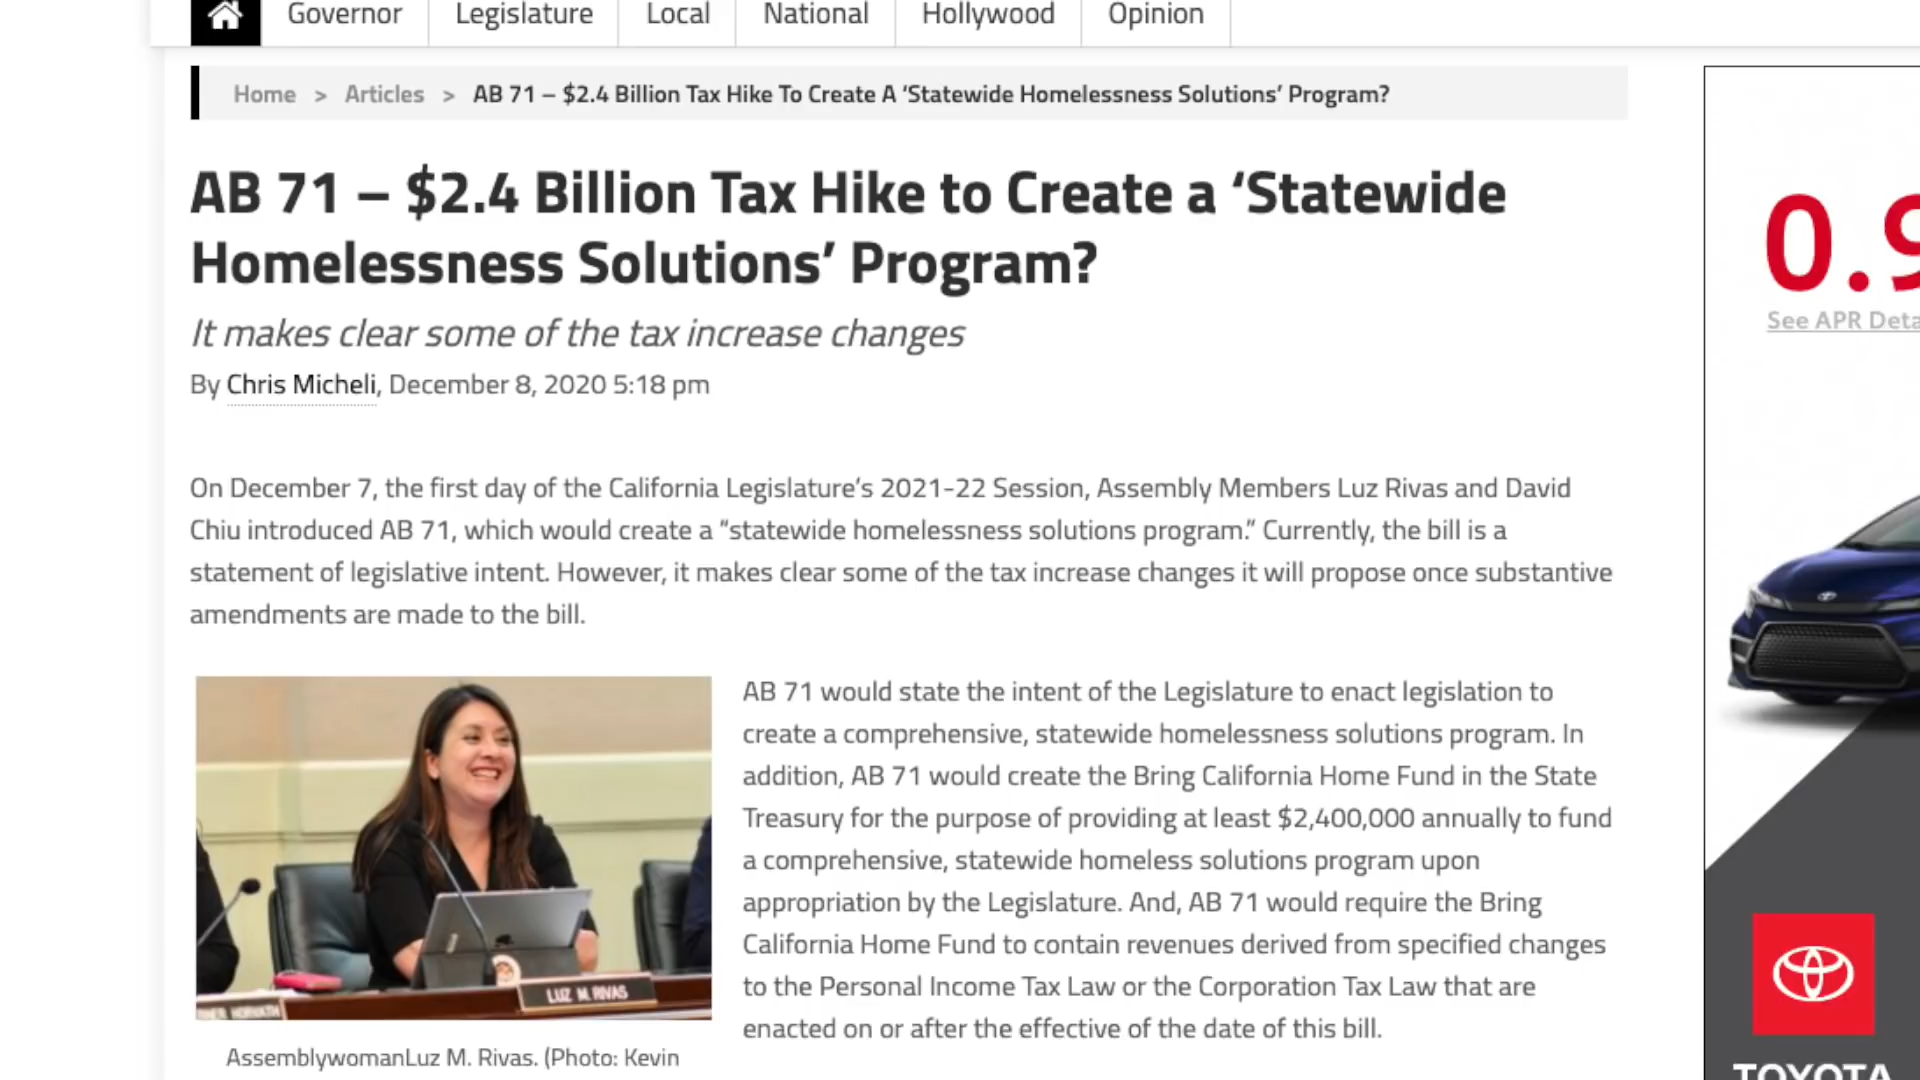 Governor
Legislature
Local
National
Hollywood
Opinion
Home > Articles > AB 71 – $2.4 Billion Tax Hike To Create A ‘Statewide Homelessness Solutions’ Program?
AB 71 – $2.4 Billion Tax Hike to Create a ‘Statewide
Homelessness Solutions’ Program?
It makes clear some of the tax increase changes
By Chris Micheli, December 8, 2020 5:18 pm
On December 7, the first day of the California Legislature’s 2021-22 Session, Assembly Members Luz Rivas and David
Chiu introduced AB 71, which would create a “statewide homelessness solutions program.” Currently, the bill is a
statement of legislative intent. However, it makes clear some of the tax increase changes it will propose once substantive
amendments are made to the bill.
AB 71 would state the intent of the Legislature to enact legislation to
create a comprehensive, statewide homelessness solutions program. In
addition, AB 71 would create the Bring California Home Fund in the State
Treasury for the purpose of providing at least $2,400,000 annually to fund
a comprehensive, statewide homeless solutions program upon
appropriation by the Legislature. And, AB 71 would require the Bring
California Home Fund to contain revenues derived from specified changes
to the Personal Income Tax Law or the Corporation Tax Law that are
enacted on or after the effective of the date of this bill.
LUZ M. RIVAS
HORVATH
AssemblywomanLuz M. Rivas. (Photo: Kevin
0.9
See APR Deta
TOYOTA